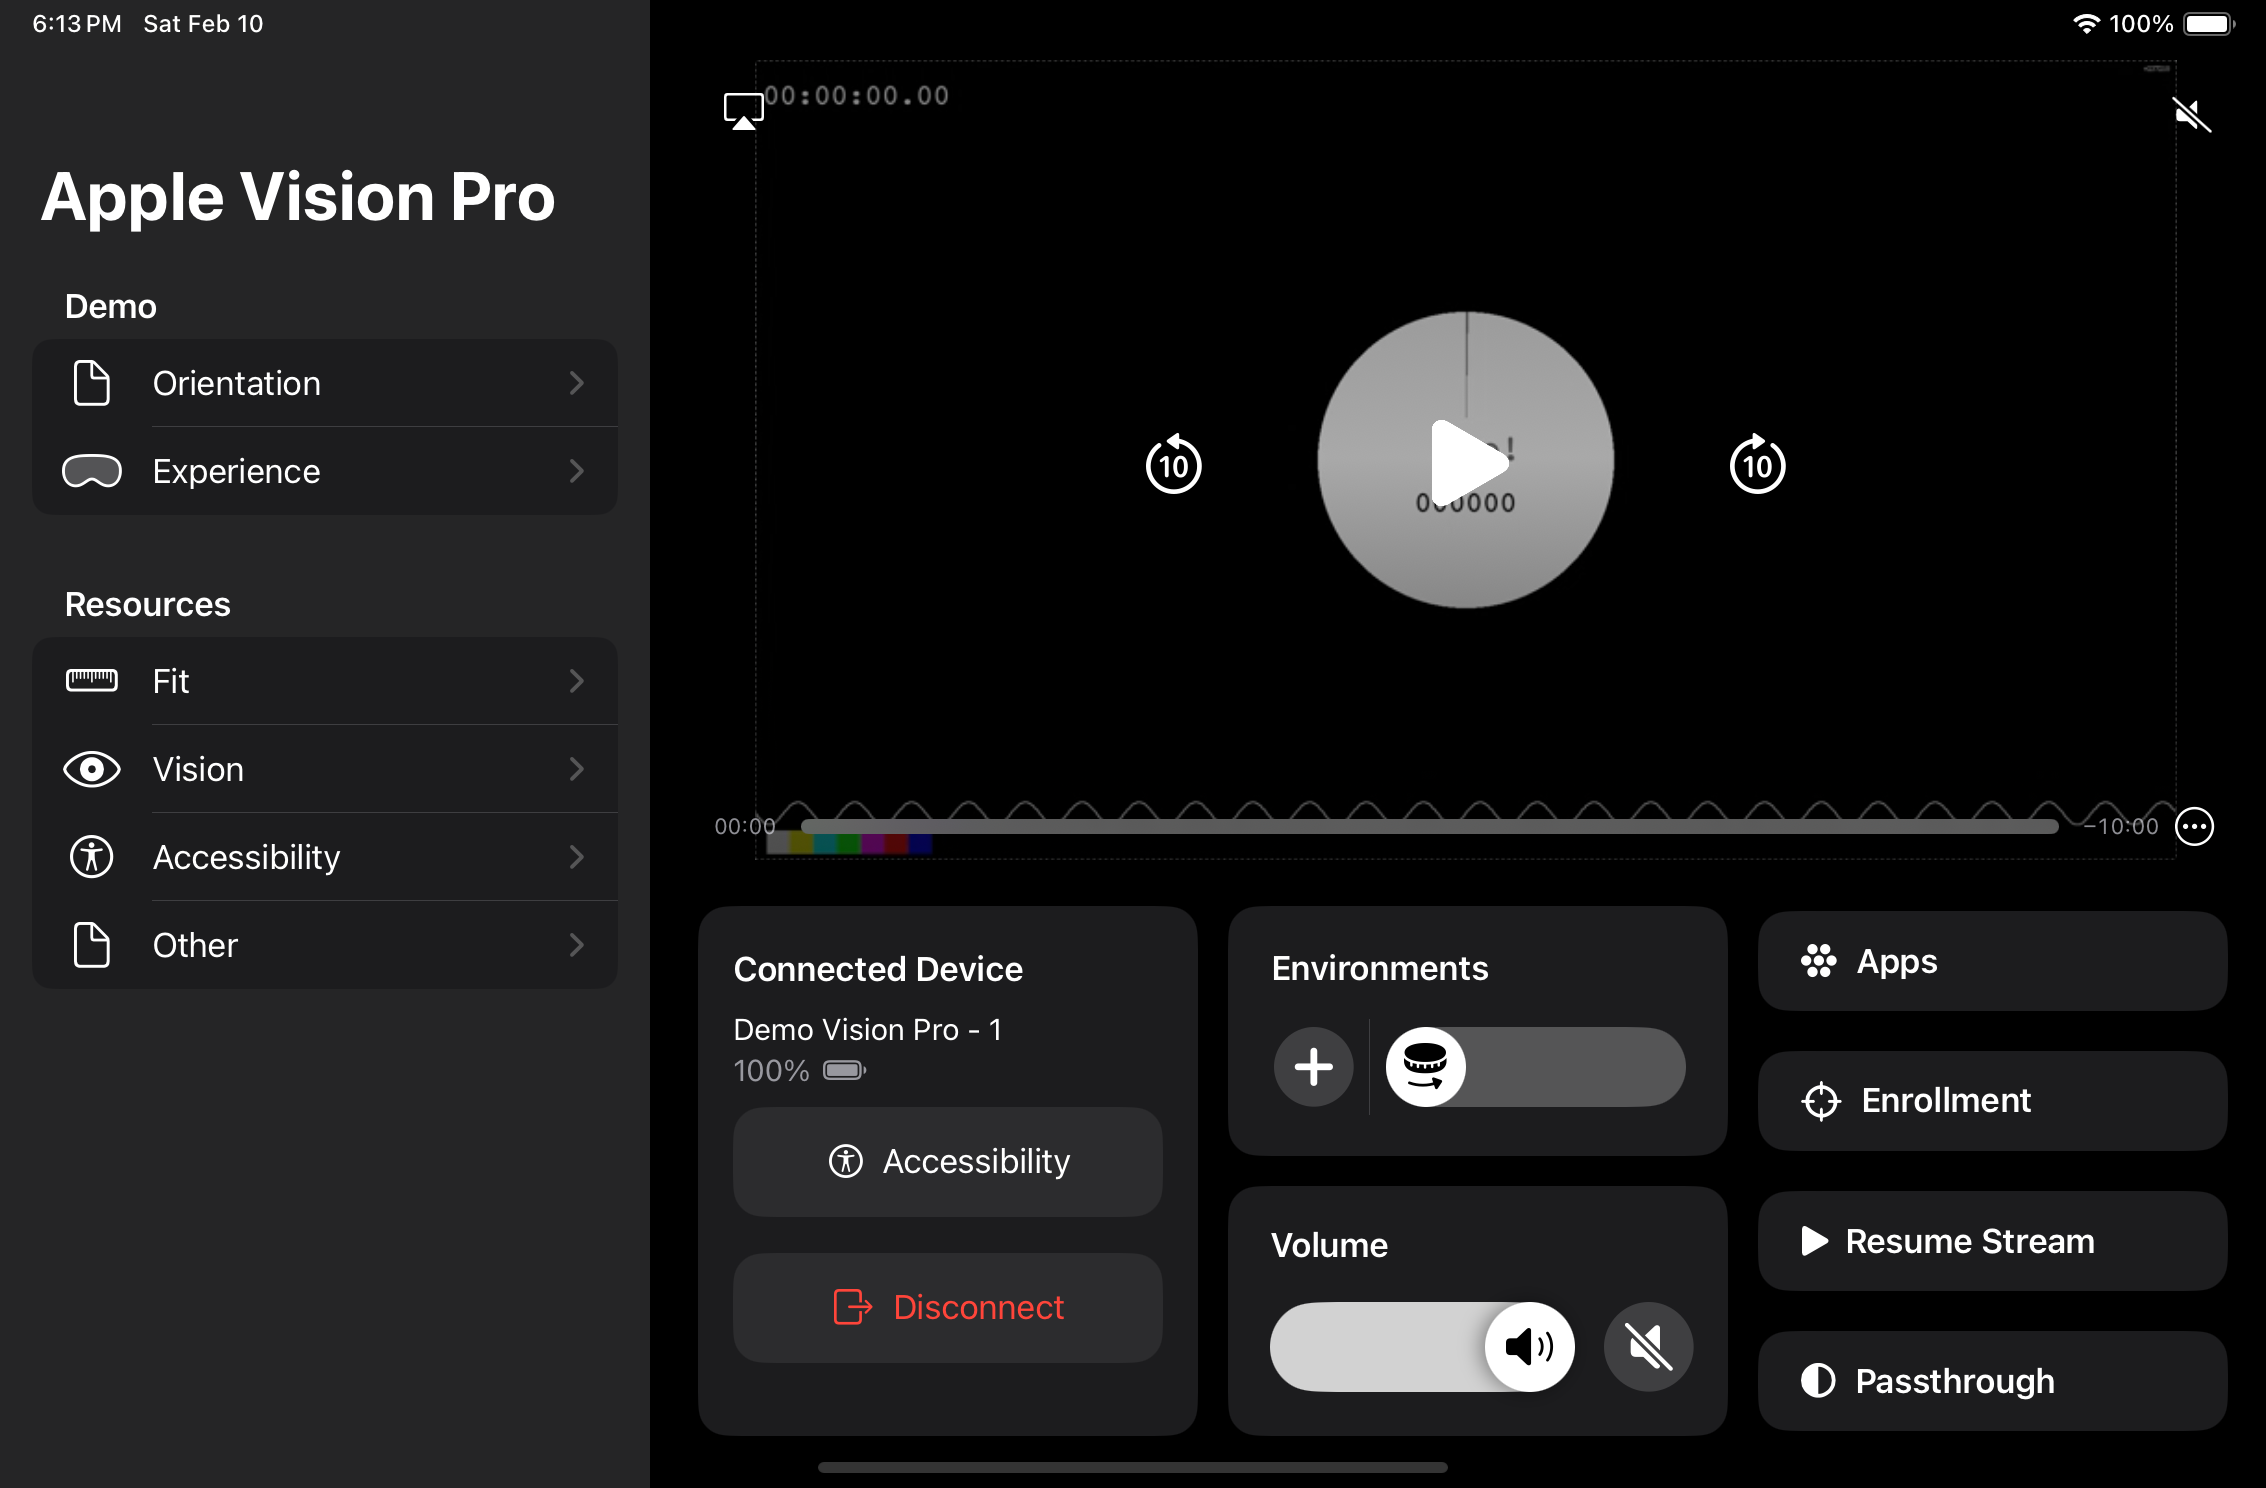 6:13 PM Sat Feb 10
100%
Apple Vision Pro
Demo
Orientation
Experience
Resources
Fit
Vision
Accessibility
Other
00:00:00.00
10
10
000000
00:00
-10:00
Connected Device
Demo Vision Pro - 1
100%
Accessibility
Disconnect
Environments
Volume
Apps
Enrollment
Resume Stream
Passthrough